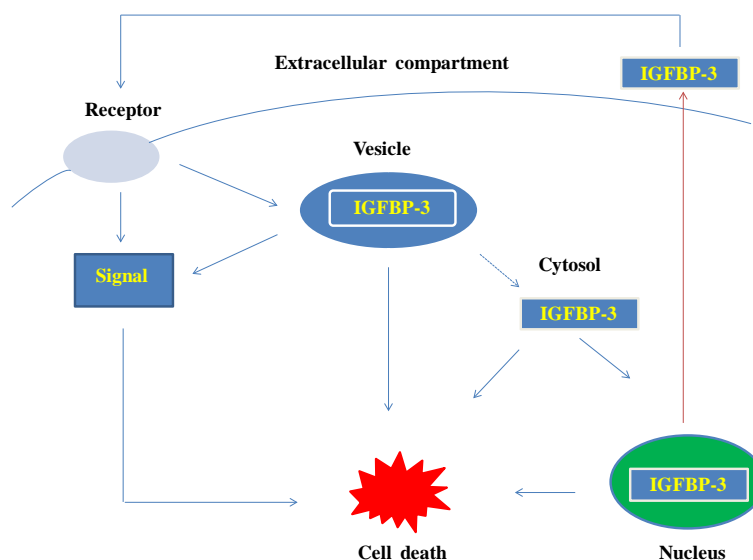 IGFBP-3
Extracellular compartment
Receptor
Vesicle
IGFBP-3
Signal
Cytosol
IGFBP-3
IGFBP-3
Cell death
Nucleus